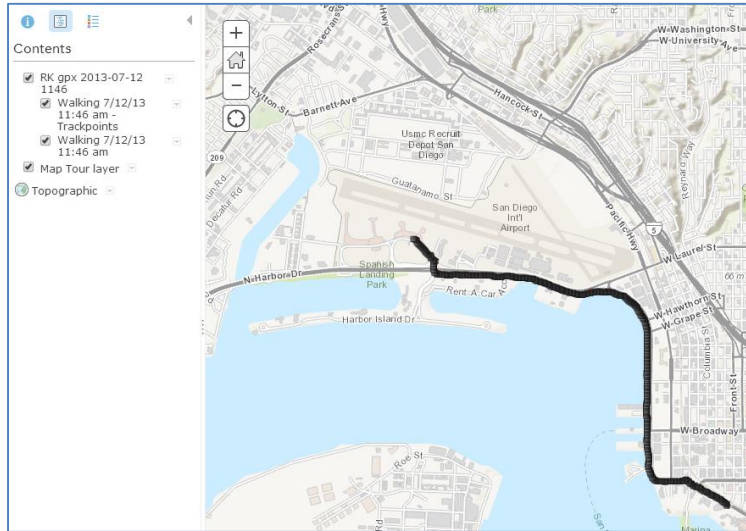 Contents
RK gpx 2013-07-12
1146
Walking 7/12/13
11:46 am -
Trackpoints
Walking 7/12/13
11:46 am
Map Tour layer
Topographic
+
−
Park
Hwy
Rosecrans St
W Washington St
W University Ave
Lytton St
Barnett Ave
Hancock St
Usmc Recruit
Depot San
Diego
209
Guatanamo St
Reynard Way
San Diego
Int'l
Airport
Pacific Hwy
5
Decatur Rd
W Laurel St
Spanish
Landing
Park
N Harbor Dr
Rent A Car Acc
66 m
W Hawthorn St
W Grape St
Harbor Island Dr
Columbia St
Front St
W Broadway
Roe St
Marina